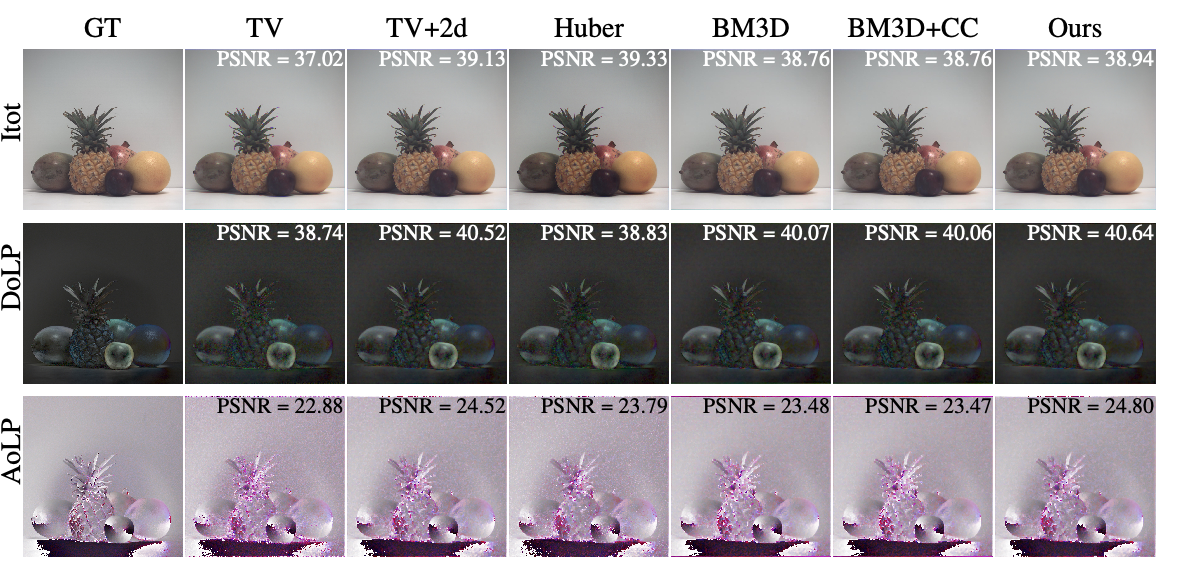 GT TV TV+2d Huber BM3D BM3D+CC Ours
Itot
PSNR = 37.02 PSNR = 39.13 PSNR = 39.33 PSNR = 38.76 PSNR = 38.76 PSNR = 38.94
DoLP
PSNR = 38.74 PSNR = 40.52 PSNR = 38.83 PSNR = 40.07 PSNR = 40.06 PSNR = 40.64
AoLP
PSNR = 22.88 PSNR = 24.52 PSNR = 23.79 PSNR = 23.48 PSNR = 23.47 PSNR = 24.80